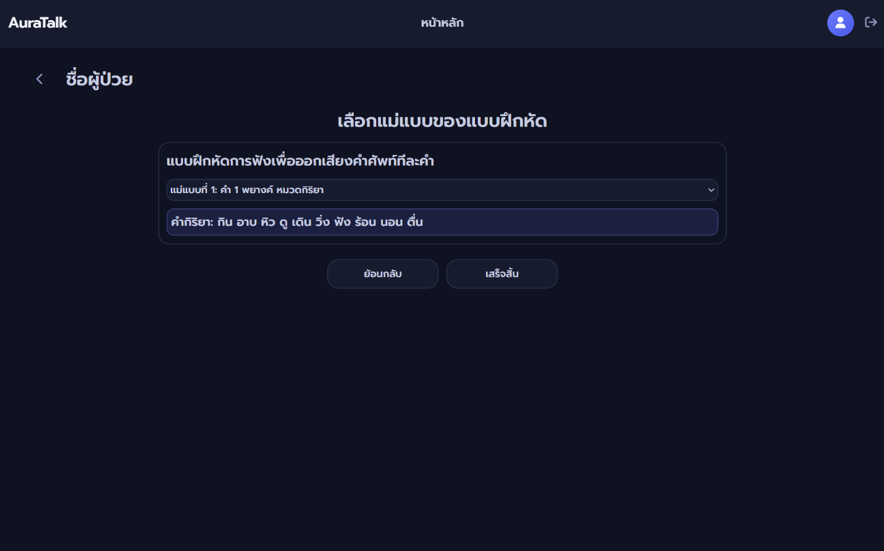 AuraTalk
หน้าหลัก
ชื่อผู้ป่วย
เลือกแม่แบบของแบบฝึกหัด
แบบฝึกหัดการฟังเพื่อออกเสียงคำศัพท์ทีละคำ
แม่แบบที่ 1: คำ 1 พยางค์ หมวดกิริยา
คำกิริยา: กิน อาบ หิว ดู เดิน วิ่ง ฟัง ร้อน นอน ตื่น
ย้อนกลับ
เสร็จสิ้น